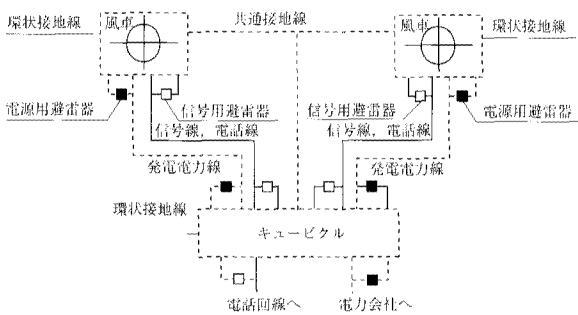 環状接地線
風車
共通接地線
風車
環状接地線
電源用避雷器
信号用避雷器
信号線，電話線
信号用避雷器
信号線，電話線
電源用避雷器
発電電力線
発電電力線
環状接地線
キュービクル
電話回線へ
電力会社へ